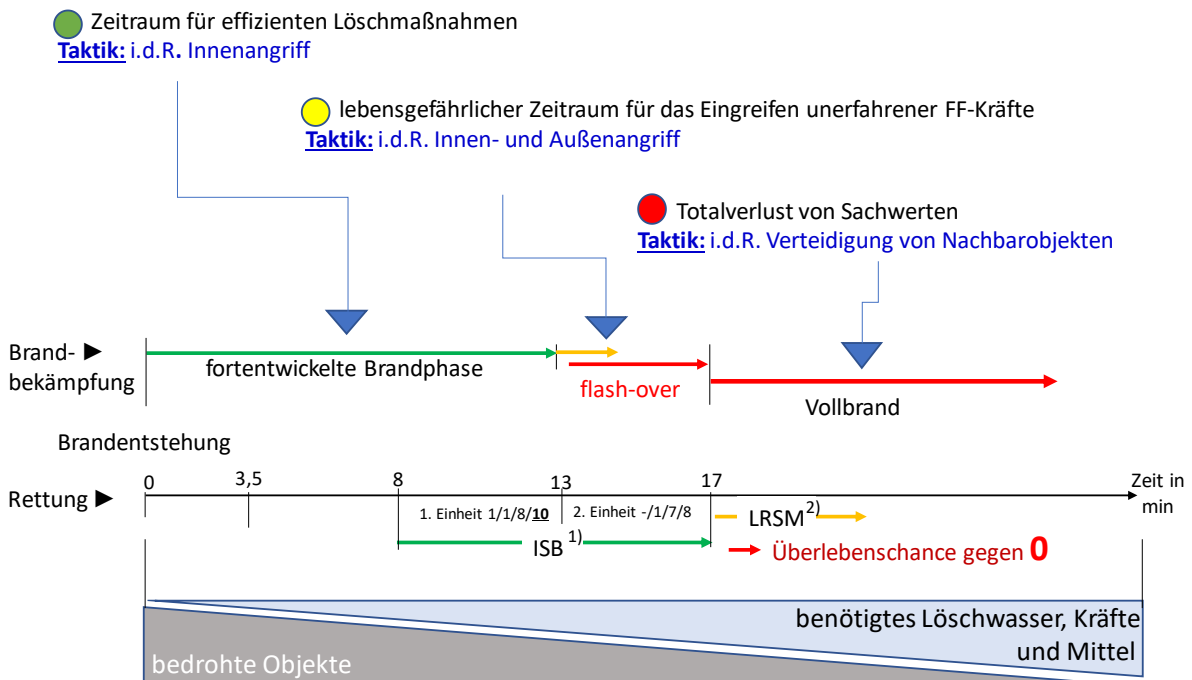 Zeitraum für effizienten Löschmaßnahmen
Taktik: i.d.R. Innenangriff
lebensgefährlicher Zeitraum für das Eingreifen unerfahrener FF-Kräfte
Taktik: i.d.R. Innen- und Außenangriff
Totalverlust von Sachwerten
Taktik: i.d.R. Verteidigung von Nachbarobjekten
Brand- ►
bekämpfung
fortentwickelte Brandphase
flash-over
Vollbrand
Brandentstehung
Rettung ►
0
3,5
8
13
17
Zeit in
min
1. Einheit 1/1/8/10
2. Einheit -/1/7/8
ISB 1)
LRSM 2)
Überlebenschance gegen 0
benötigtes Löschwasser, Kräfte
und Mittel
bedrohte Objekte